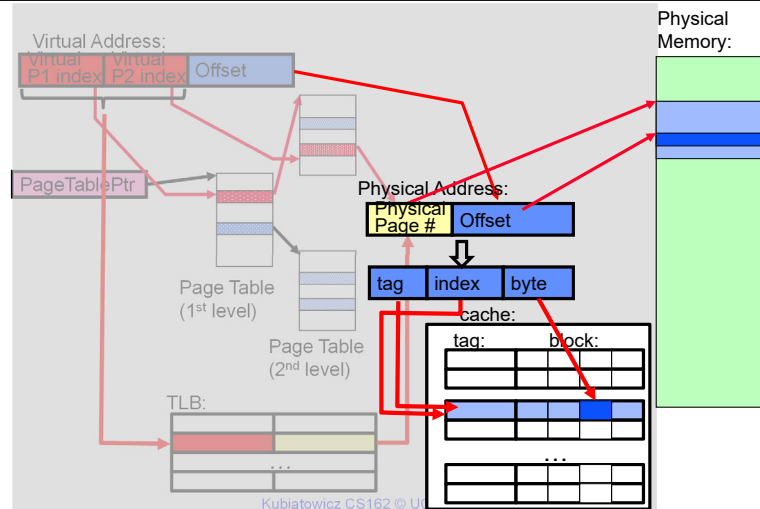 Physical
Memory:
Virtual Address:
Virtual
P1 index
Virtual
P2 index
Offset
PageTablePtr
Physical Address:
Physical
Page #
Offset
tag
index
byte
Page Table
(1st level)
Page Table
(2nd level)
cache:
tag:
block:
TLB:
...
...
Kubiatowicz CS162 © UC